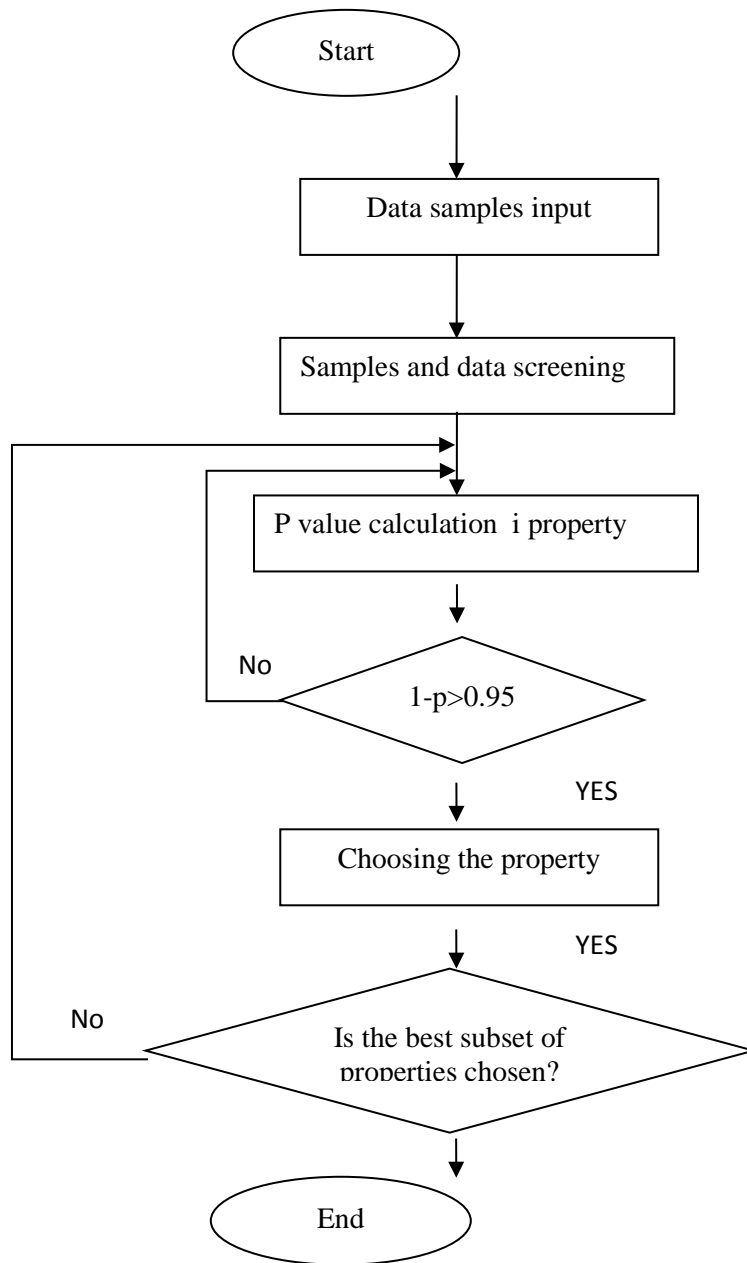 Start
Data samples input
Samples and data screening
P value calculation i property
No
1-p>0.95
YES
Choosing the property
YES
No
Is the best subset of
properties chosen?
End